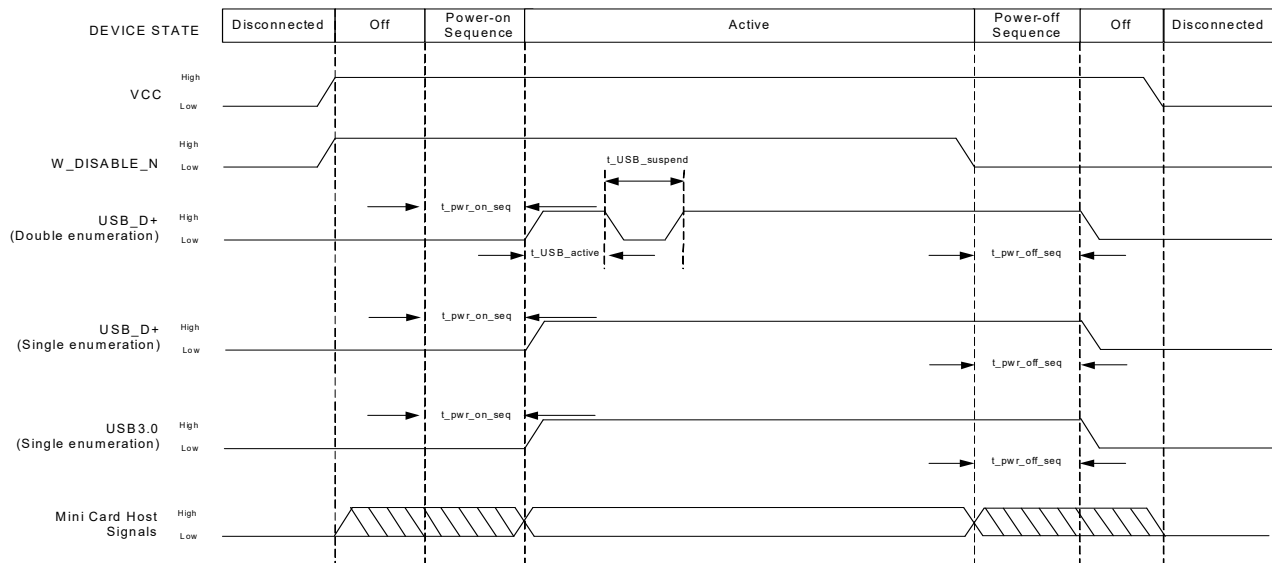 DEVICE STATE
Disconnected
Off
Power-on
Sequence
Active
Power-off
Sequence
Off
Disconnected
VCC
High
Low
W_DISABLE_N
High
Low
t_USB_suspend
USB_D+
(Double enumeration)
High
Low
t_pwr_on_seq
t_USB_active
t_pwr_off_seq
USB_D+
(Single enumeration)
High
Low
t_pwr_on_seq
t_pwr_off_seq
USB3.0
(Single enumeration)
High
Low
t_pwr_on_seq
t_pwr_off_seq
Mini Card Host
Signals
High
Low